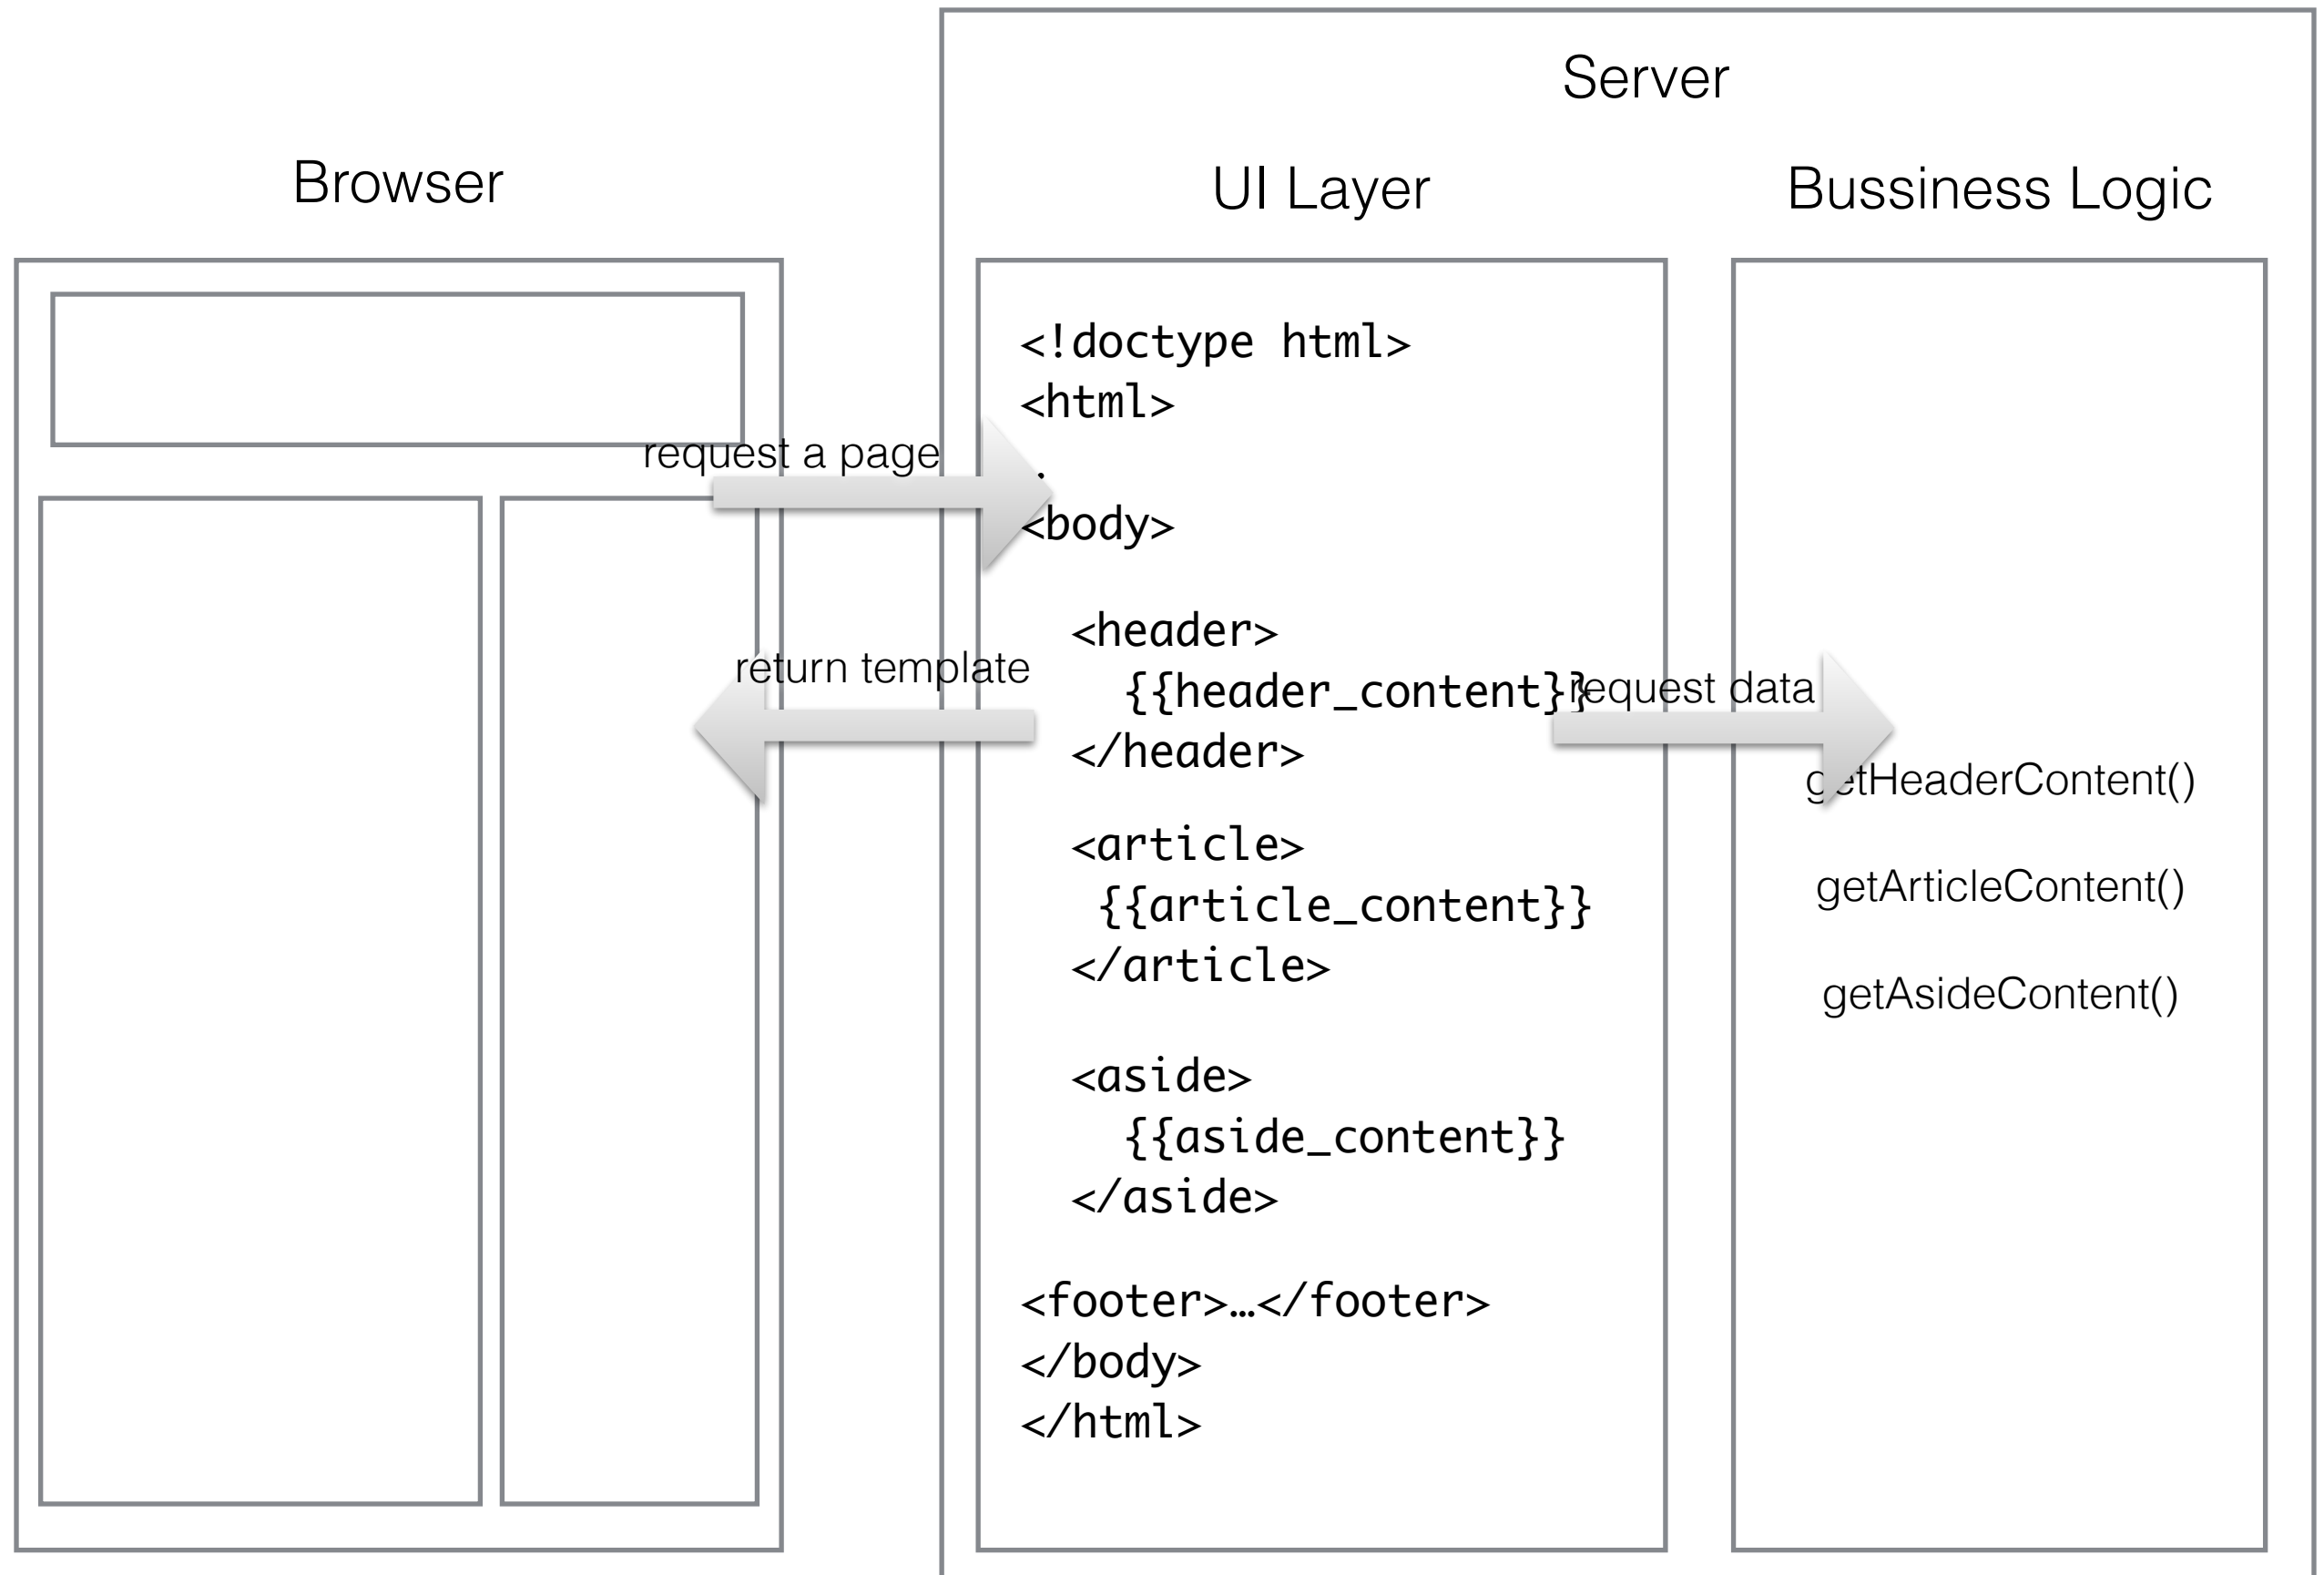 Server
Browser
UI Layer
Bussiness Logic
<!doctype html>
<html>
request a page
.
<body>
<header>
return template
{{header_content}}
request data
</header>
getHeaderContent()
<article>
{{article_content}}
getArticleContent()
</article>
getAsideContent()
<aside>
{{aside_content}}
</aside>
<footer>…</footer>
</body>
</html>